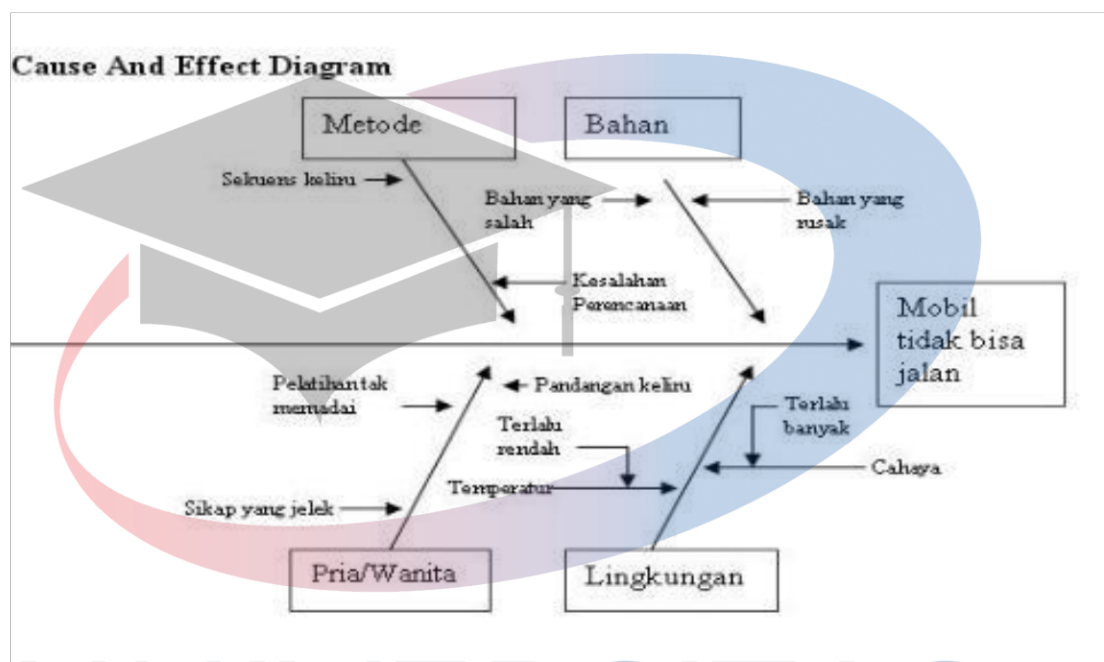 Cause And Effect Diagram
Metode
Bahan
Sekuens keliru
Bahan yang
salah
Bahan yang
rusak
Kesalahan
Perencanaan
Mobil
tidak bisa
jalan
Pelatihan tak
memadai
Pandangan keliru
Terlalu
rendah
Terlalu
banyak
Temperatur
Cahaya
Sikap yang jelek
Pria/Wanita
Lingkungan